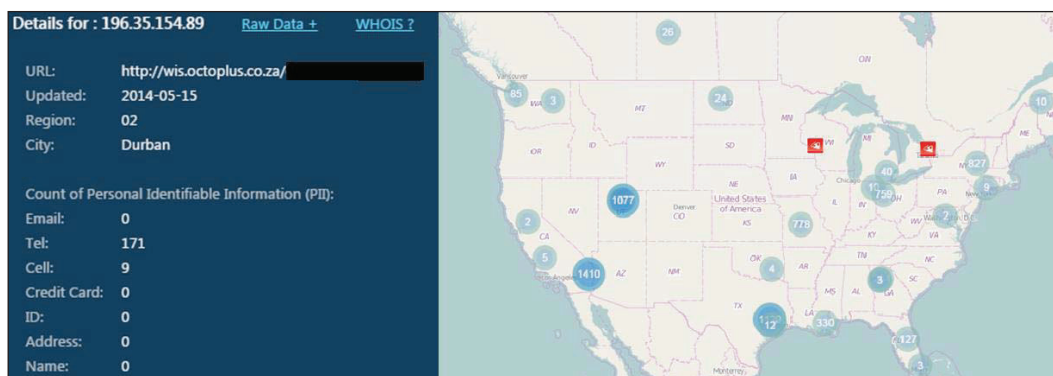 Details for : 196.35.154.89 Raw Data + WHOIS ?
URL: http://wis.octoplus.co.za/
Updated: 2014-05-15
Region: 02
City: Durban
Count of Personal Identifiable Information (PII):
Email: 0
Tel: 171
Cell: 9
Credit Card: 0
ID: 0
Address: 0
Name: 0
26
ON
Vancouver
85
WA
3
MT
24
MN
10
ME
OR
ID
WY
SD
WI
MI
827
40
759
OH
PA
9
IA
Chicago
NE
United States
of America
1077
Denver
CO
KS
778
IL
IN
WV
VA
2
KY
2
NV
CA
5
1410
AZ
NM
OK
4
AR
TN
NC
SC
3
GA
MS
AL
TX
12
LA
330
127
3
Monterrey